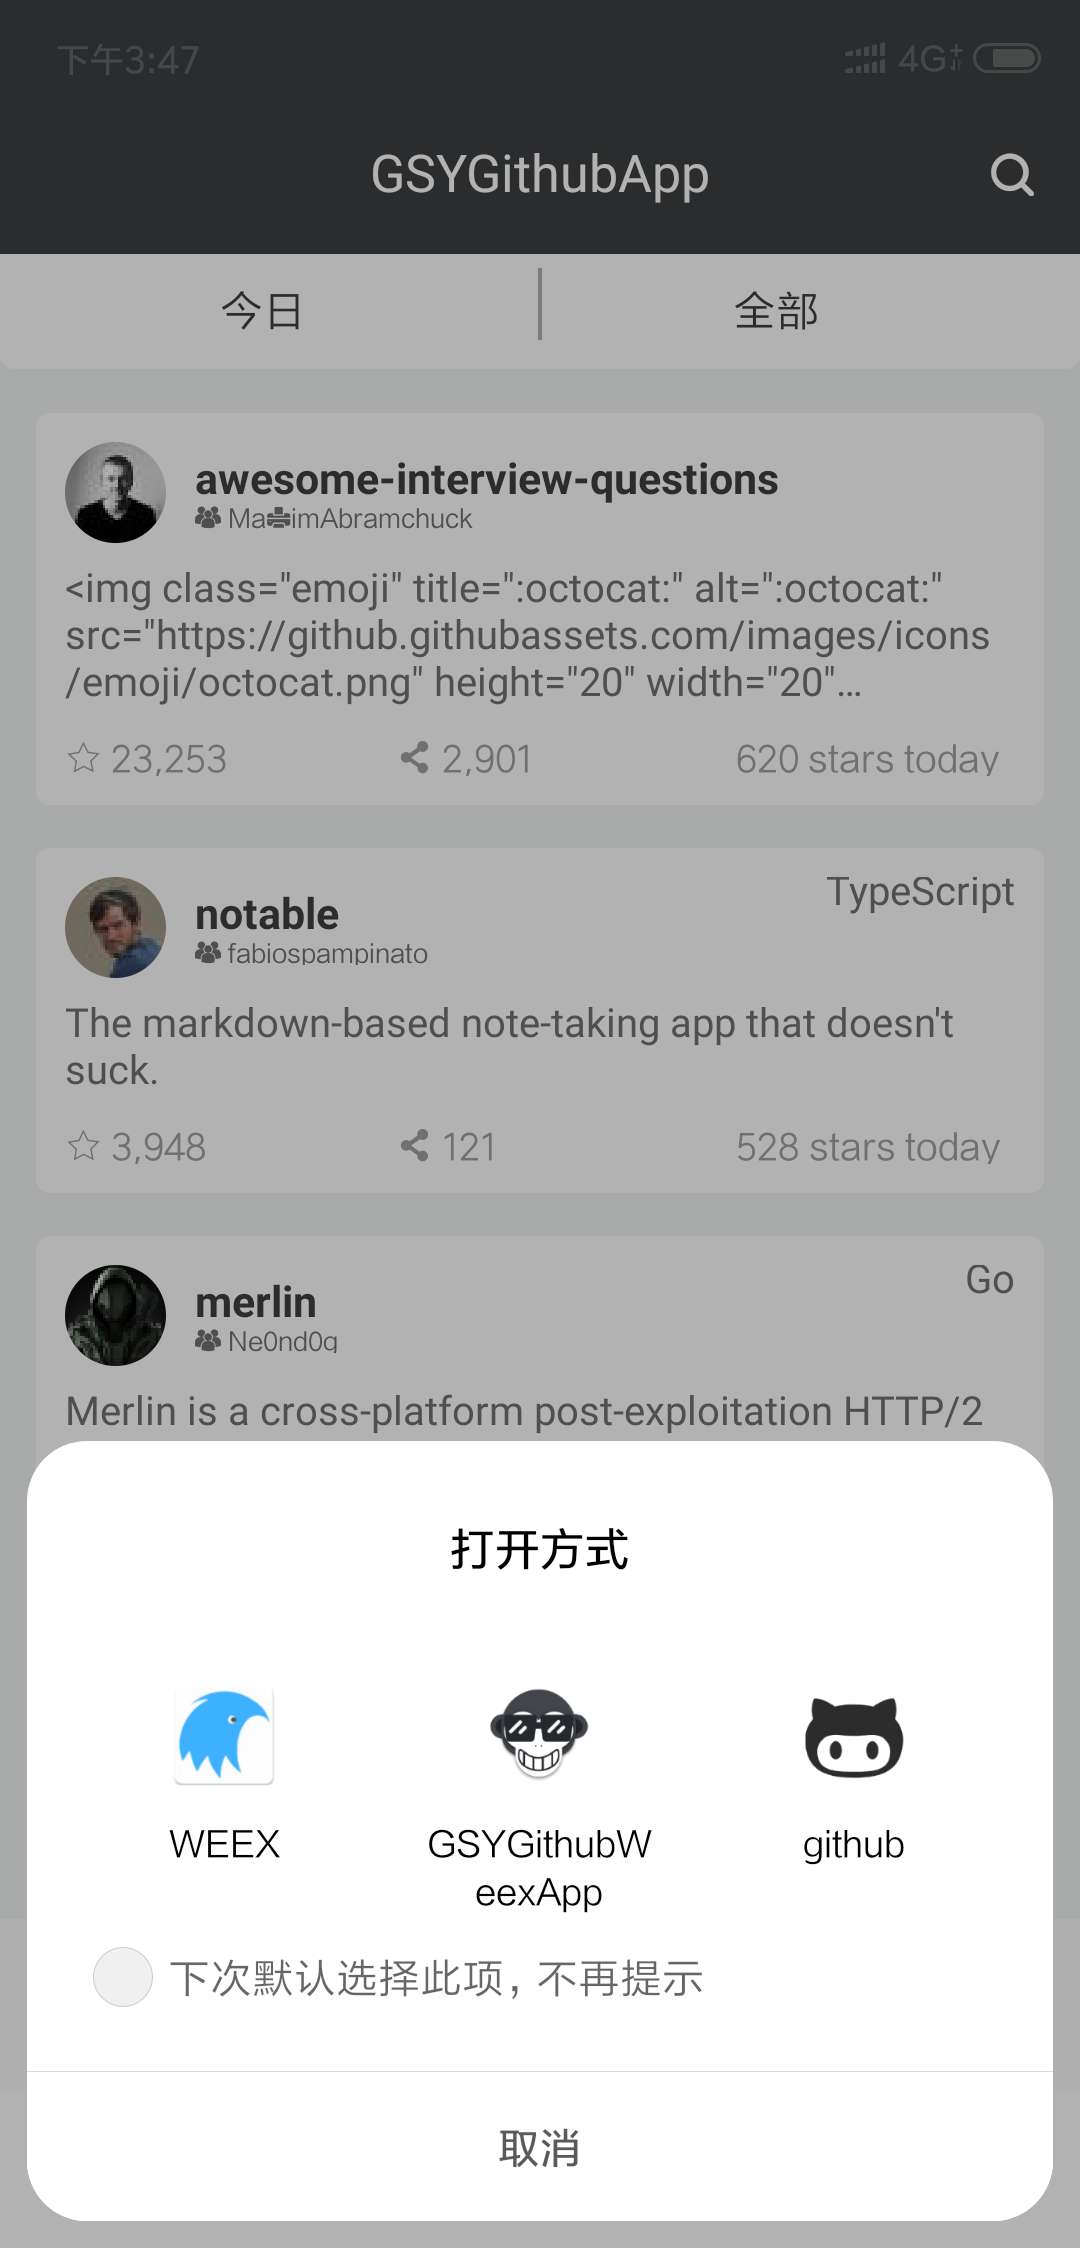 下午3:47
4G+
GSYGithubApp
今日
全部
awesome-interview-questions
MaximAbramchuck
<img class="emoji" title=":octocat:" alt=":octocat:"
src="https://github.githubassets.com/images/icons
/emoji/octocat.png" height="20" width="20"…
23,253
2,901
620 stars today
notable
TypeScript
fabiospampinato
The markdown-based note-taking app that doesn't
suck.
3,948
121
528 stars today
merlin
Go
Ne0nd0g
Merlin is a cross-platform post-exploitation HTTP/2
打开方式
WEEX
GSYGithubW
eexApp
github
下次默认选择此项，不再提示
取消